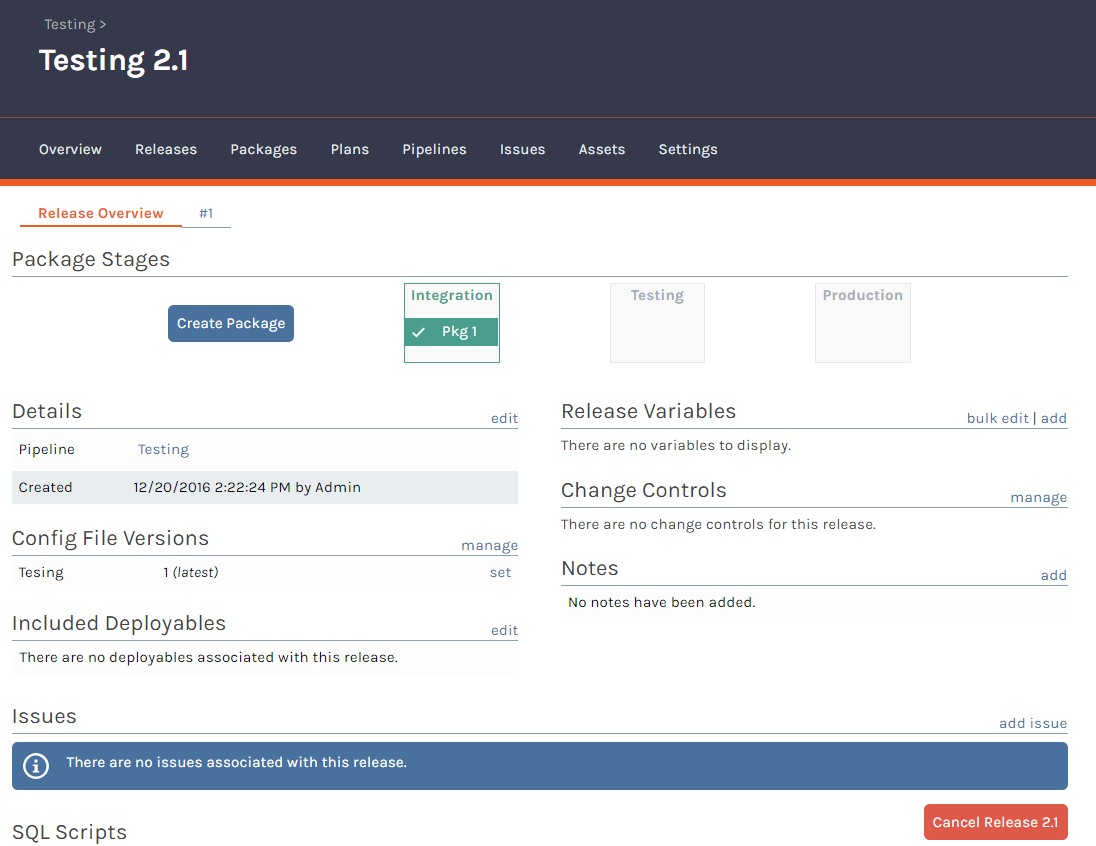 Testing >
Testing 2.1
Overview Releases Packages Plans Pipelines Issues Assets Settings
Release Overview #1
Package Stages
Create Package
Integration
Pkg 1
Testing
Production
Details
edit
Pipeline Testing
Created 12/20/2016 2:22:24 PM by Admin
Config File Versions
manage
Tesing 1 (latest) set
Included Deployables
edit
There are no deployables associated with this release.
Release Variables
bulk edit | add
There are no variables to display.
Change Controls
manage
There are no change controls for this release.
Notes
add
No notes have been added.
Issues
add issue
There are no issues associated with this release.
SQL Scripts
Cancel Release 2.1